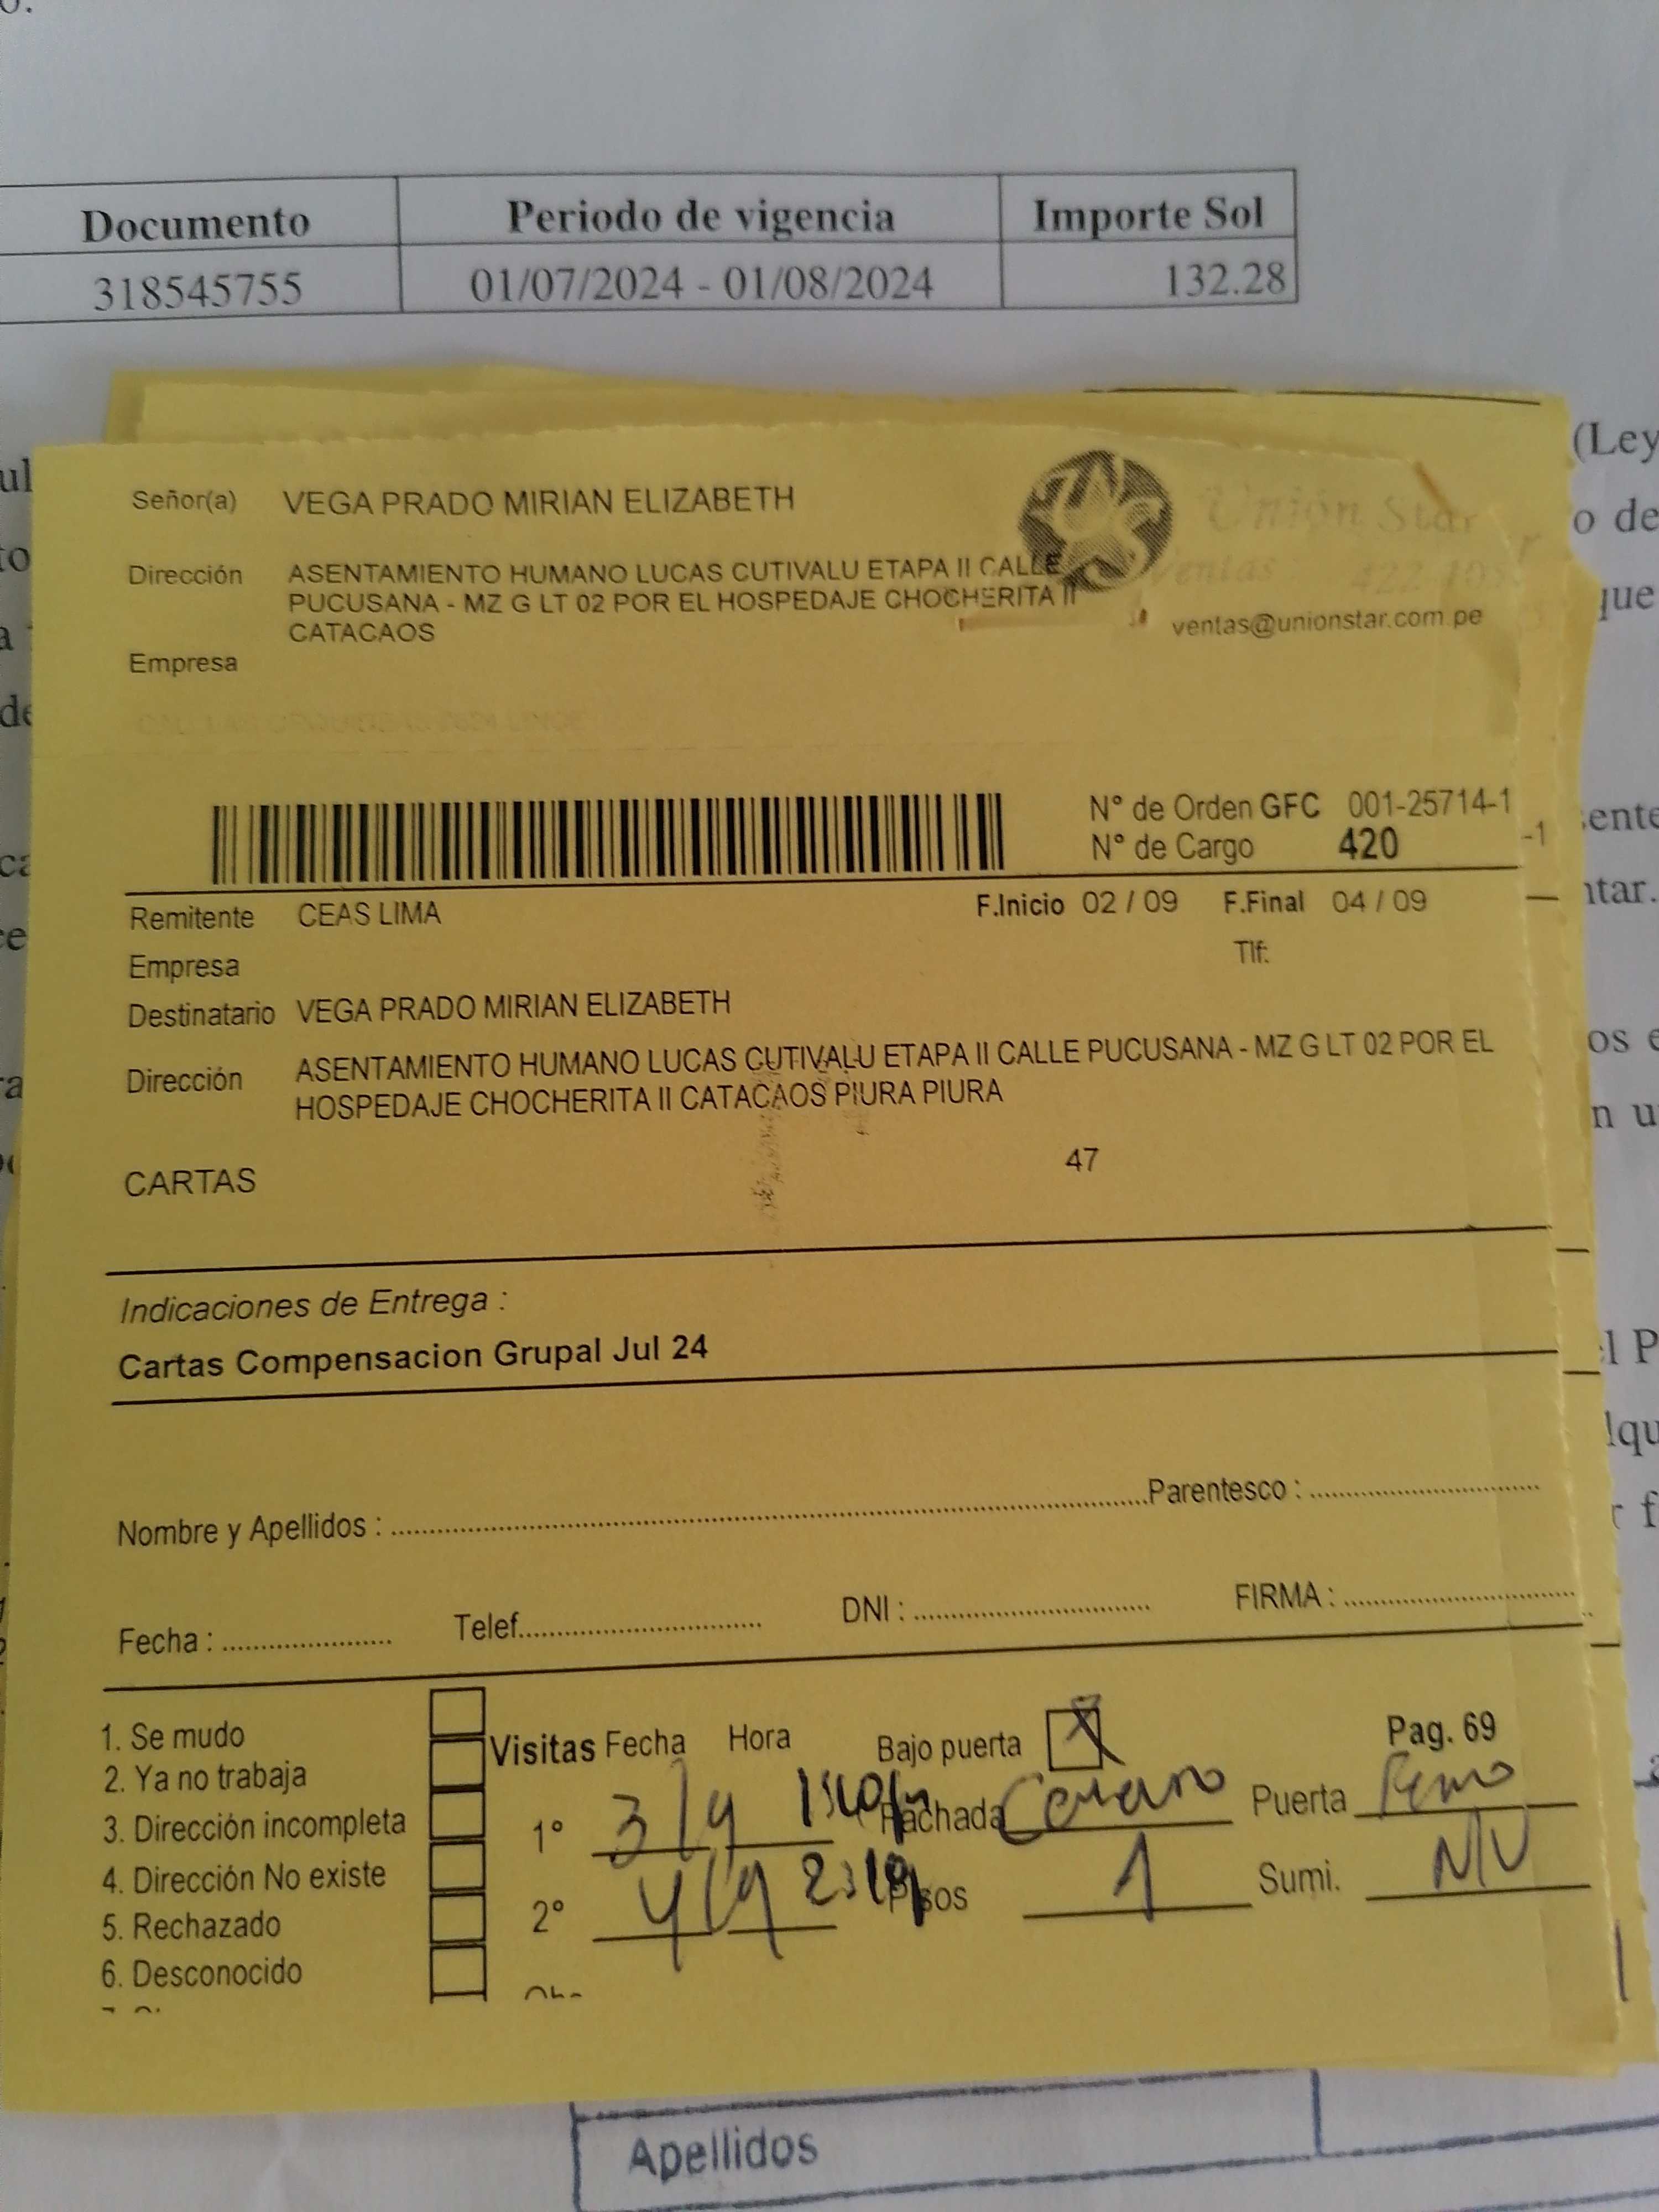 o.
Documento Periodo de vigencia Importe Sol
318545755 01/07/2024 - 01/08/2024 132.28
(Ley
o de
que
Señor(a) VEGA PRADO MIRIAN ELIZABETH
Unión Star
Ventas
Dirección ASENTAMIENTO HUMANO LUCAS CUTIVALU ETAPA II CALLE
PUCUSANA - MZ G LT 02 POR EL HOSPEDAJE CHOCHERITA II
CATACAOS
ventas@unionstar.com.pe
Empresa
N° de Orden GFC 001-25714-1
N° de Cargo 420
-1
Remitente CEAS LIMA F.Inicio 02 / 09 F.Final 04 / 09
Empresa Tlf:
Destinatario VEGA PRADO MIRIAN ELIZABETH
Dirección ASENTAMIENTO HUMANO LUCAS CUTIVALU ETAPA II CALLE PUCUSANA - MZ G LT 02 POR EL
HOSPEDAJE CHOCHERITA II CATACAOS PIURA PIURA
CARTAS 47
Indicaciones de Entrega :
Cartas Compensacion Grupal Jul 24
Nombre y Apellidos : Parentesco :
Fecha : Telef. DNI : FIRMA :
1. Se mudo
2. Ya no trabaja
3. Dirección incompleta
4. Dirección No existe
5. Rechazado
6. Desconocido
Visitas Fecha Hora Bajo puerta X Pag. 69
1° 3/9 Fachada Puerta
2° 4/9 Pisos 1 Sumi. N/V
Apellidos